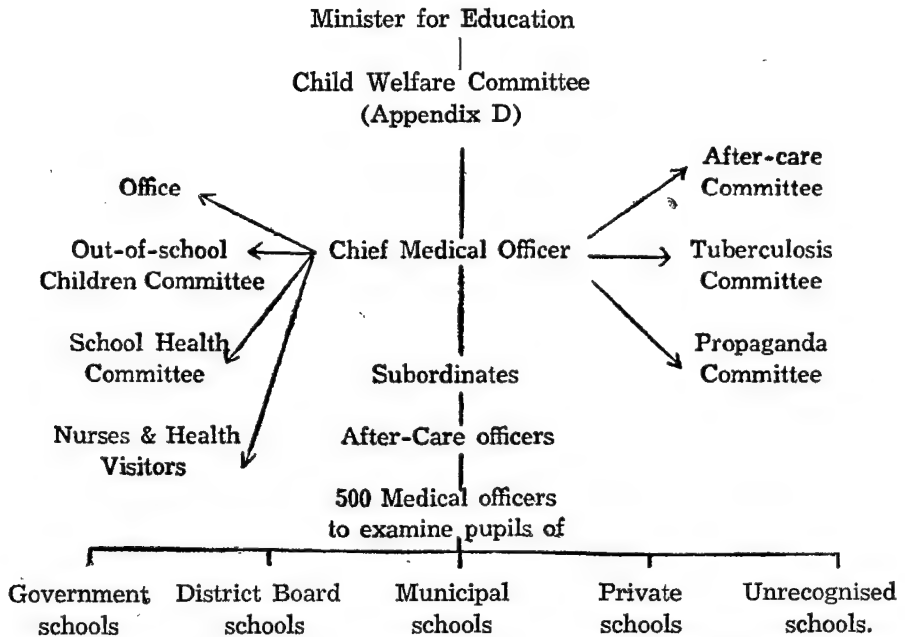 Minister for Education
Child Welfare Committee
(Appendix D)
Office
After-care
Committee
Out-of-school
Children Committee
Chief Medical Officer
Tuberculosis
Committee
School Health
Committee
Propaganda
Committee
Subordinates
Nurses & Health
Visitors
After-Care officers
500 Medical officers
to examine pupils of
Government
schools
District Board
schools
Municipal
schools
Private
schools
Unrecognised
schools.